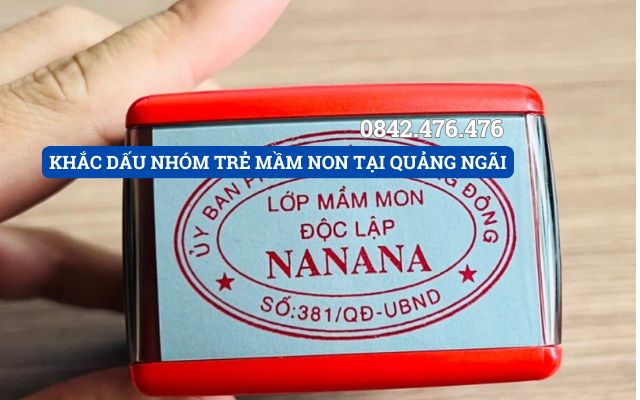 0842.476.476
KHẮC DẤU NHÓM TRẺ MẦM NON TẠI QUẢNG NGÃI
ỦY BAN
ĐÔNG
LỚP MẦM MON
ĐỘC LẬP
NANANA
SỐ:381/QĐ-UBND